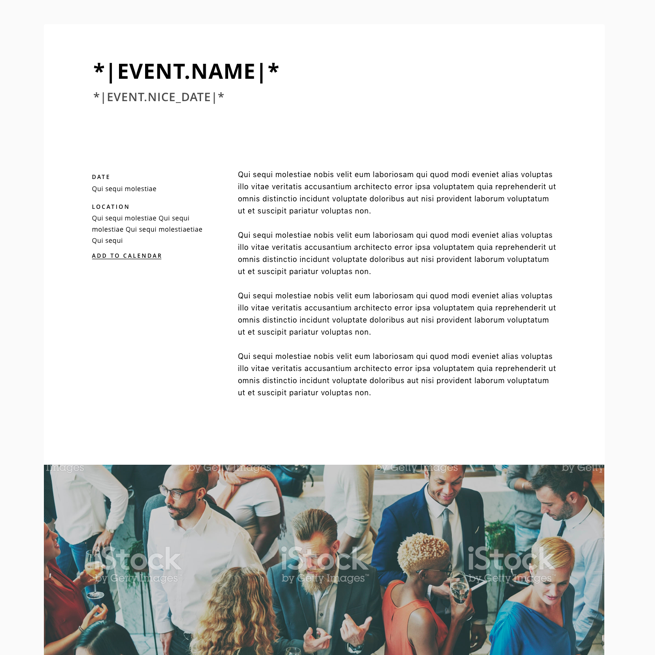 *|EVENT.NAME|*
*|EVENT.NICE_DATE|*
DATE
Qui sequi molestiae
LOCATION
Qui sequi molestiae Qui sequi
molestiae Qui sequi molestiaetiae
Qui sequi
ADD TO CALENDAR
Qui sequi molestiae nobis velit eum laboriosam qui quod modi eveniet alias voluptas
illo vitae veritatis accusantium architecto error ipsa voluptatem quia reprehenderit ut
omnis distinctio incidunt voluptate doloribus aut nisi provident laborum voluptatum
ut et suscipit pariatur voluptas non.
Qui sequi molestiae nobis velit eum laboriosam qui quod modi eveniet alias voluptas
illo vitae veritatis accusantium architecto error ipsa voluptatem quia reprehenderit ut
omnis distinctio incidunt voluptate doloribus aut nisi provident laborum voluptatum
ut et suscipit pariatur voluptas non.
Qui sequi molestiae nobis velit eum laboriosam qui quod modi eveniet alias voluptas
illo vitae veritatis accusantium architecto error ipsa voluptatem quia reprehenderit ut
omnis distinctio incidunt voluptate doloribus aut nisi provident laborum voluptatum
ut et suscipit pariatur voluptas non.
Qui sequi molestiae nobis velit eum laboriosam qui quod modi eveniet alias voluptas
illo vitae veritatis accusantium architecto error ipsa voluptatem quia reprehenderit ut
omnis distinctio incidunt voluptate doloribus aut nisi provident laborum voluptatum
ut et suscipit pariatur voluptas non.
Images by Getty Images by Getty Images by Getty
iStock iStock iStock
by Getty Images by Getty Images™ by Getty Images